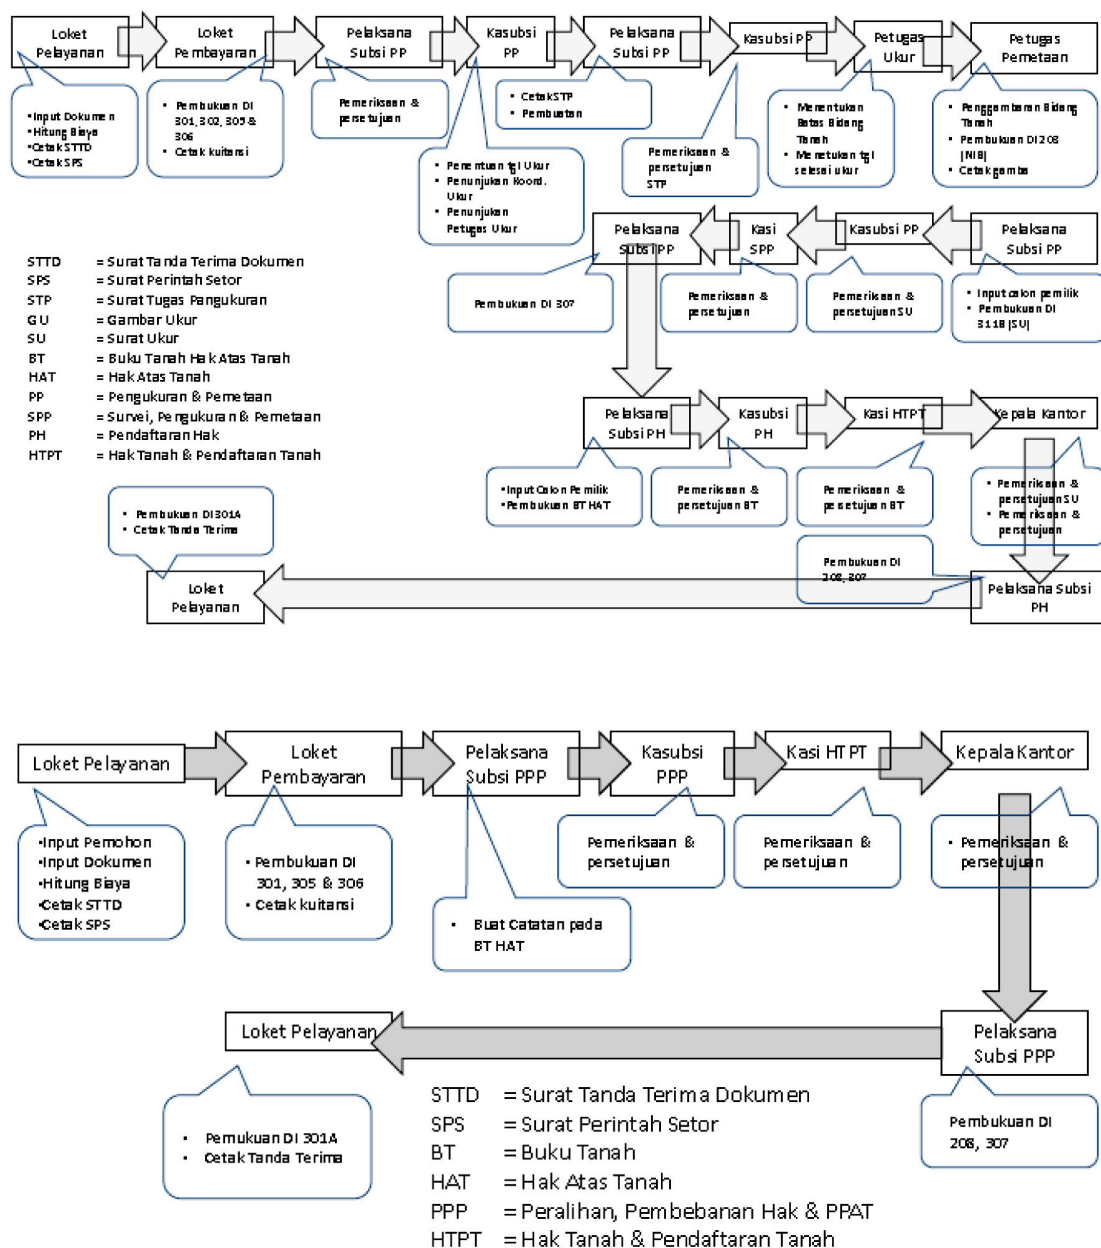 Loket
Pelayanan
Loket
Pembayaran
Pelaksana
Subsi PP
Kasubsi
PP
Pelaksana
Subsi PP
Kasubsi PP
Petugas
Ukur
Petugas
Pemetaan
•Input Dokumen
•Hitung Biaya
•Cetak STTD
•Cetak SPS
• Pembukuan DI
301, 302, 305 &
306
• Cetak kuitansi
Pemeriksaan &
persetujuan
• Penentuan tgl Ukur
• Penunjukan Koord.
Ukur
• Penunjukan
Petugas Ukur
• Cetak STP
• Pembuatan
Pemeriksaan &
persetujuan
STP
• Menentukan
Batas Bidang
Tanah
• Menetukan tgl
selesai ukur
• Penggambaran Bidang
Tanah
• Pembukuan DI 203
(NIB)
• Cetak gamba
Pelaksana
Subsi PP
Kasi
SPP
Kasubsi PP
Pelaksana
Subsi PP
Pembukuan DI 307
Pemeriksaan &
persetujuan
Pemeriksaan &
persetujuan SU
• Input calon pemilik
• Pembukuan DI
311B (SU)
STTD = Surat Tanda Terima Dokumen
SPS = Surat Perintah Setor
STP = Surat Tugas Pangukuran
GU = Gambar Ukur
SU = Surat Ukur
BT = Buku Tanah Hak Atas Tanah
HAT = Hak Atas Tanah
PP = Pengukuran & Pemetaan
SPP = Survei, Pengukuran & Pemetaan
PH = Pendaftaran Hak
HTPT = Hak Tanah & Pendaftaran Tanah
Pelaksana
Subsi PH
Kasubsi
PH
Kasi HTPT
Kepala Kantor
•Input Calon Pemilik
•Pembukuan BT HAT
Pemeriksaan &
persetujuan BT
Pemeriksaan &
persetujuan BT
• Pemeriksaan &
persetujuan SU
• Pemeriksaan &
persetujuan
• Pembukuan DI 301A
• Cetak Tanda Terima
Pembukuan DI
208, 307
Loket
Pelayanan
Pelaksana Subsi
PH
Loket Pelayanan
Loket
Pembayaran
Pelaksana
Subsi PPP
Kasubsi
PPP
Kasi HTPT
Kepala Kantor
•Input Pemohon
•Input Dokumen
•Hitung Biaya
•Cetak STTD
•Cetak SPS
• Pembukuan DI
301, 305 & 306
• Cetak kuitansi
• Buat Catatan pada
BT HAT
Pemeriksaan &
persetujuan
Pemeriksaan &
persetujuan
• Pemeriksaan &
persetujuan
Loket Pelayanan
Pelaksana
Subsi PPP
• Pemukuan DI 301A
• Cetak Tanda Terima
Pembukuan DI
208, 307
STTD = Surat Tanda Terima Dokumen
SPS = Surat Perintah Setor
BT = Buku Tanah
HAT = Hak Atas Tanah
PPP = Peralihan, Pembebanan Hak & PPAT
HTPT = Hak Tanah & Pendaftaran Tanah